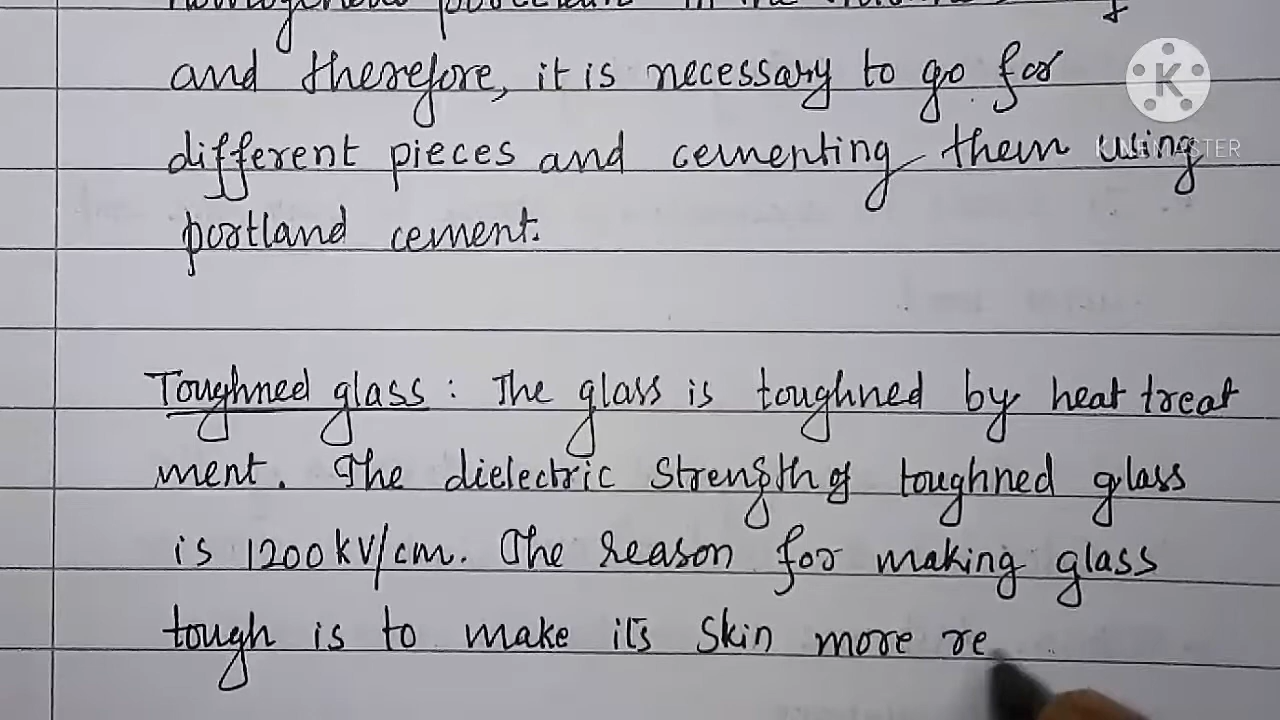 and therefore, it is necessary to go for
different pieces and cementing them using
portland cement.
Toughned glass : The glass is toughned by heat treat
ment. The dielectric strength of toughned glass
is 1200kV/cm. The reason for making glass
tough is to make it's skin more re
K
KINEMASTER